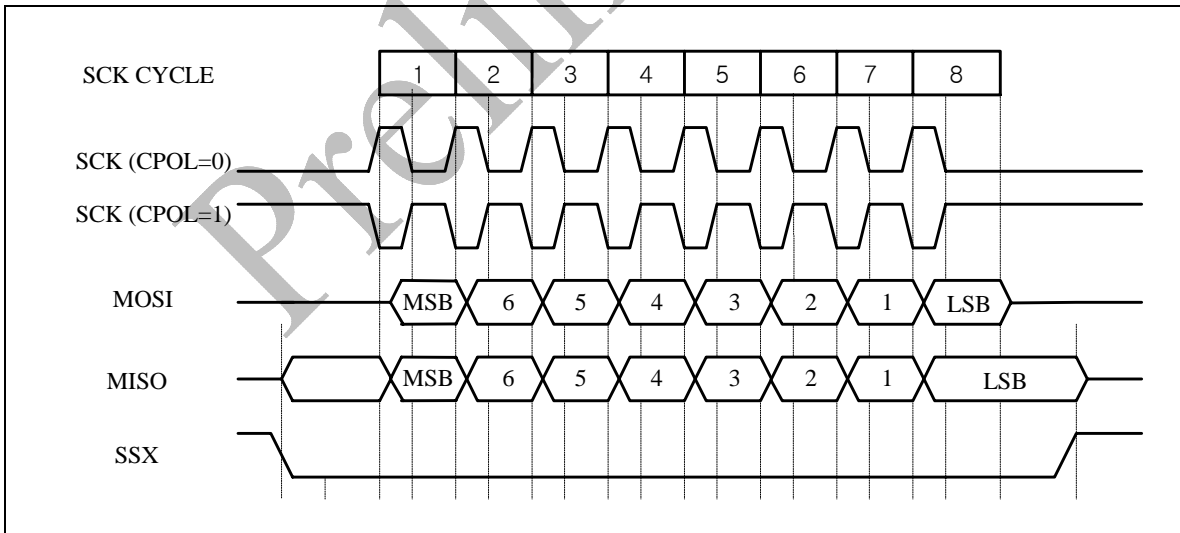 SCK CYCLE 1 2 3 4 5 6 7 8
SCK (CPOL=0)
SCK (CPOL=1)
MOSI MSB 6 5 4 3 2 1 LSB
MISO MSB 6 5 4 3 2 1 LSB
SSX